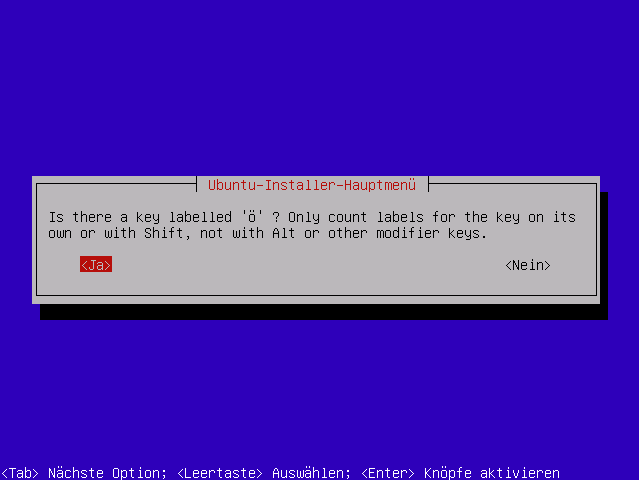 Ubuntu-Installer-Hauptmenü
Is there a key labelled 'ö' ? Only count labels for the key on its
own or with Shift, not with Alt or other modifier keys.
<Ja> <Nein>
<Tab> Nächste Option; <Leertaste> Auswählen; <Enter> Knöpfe aktivieren